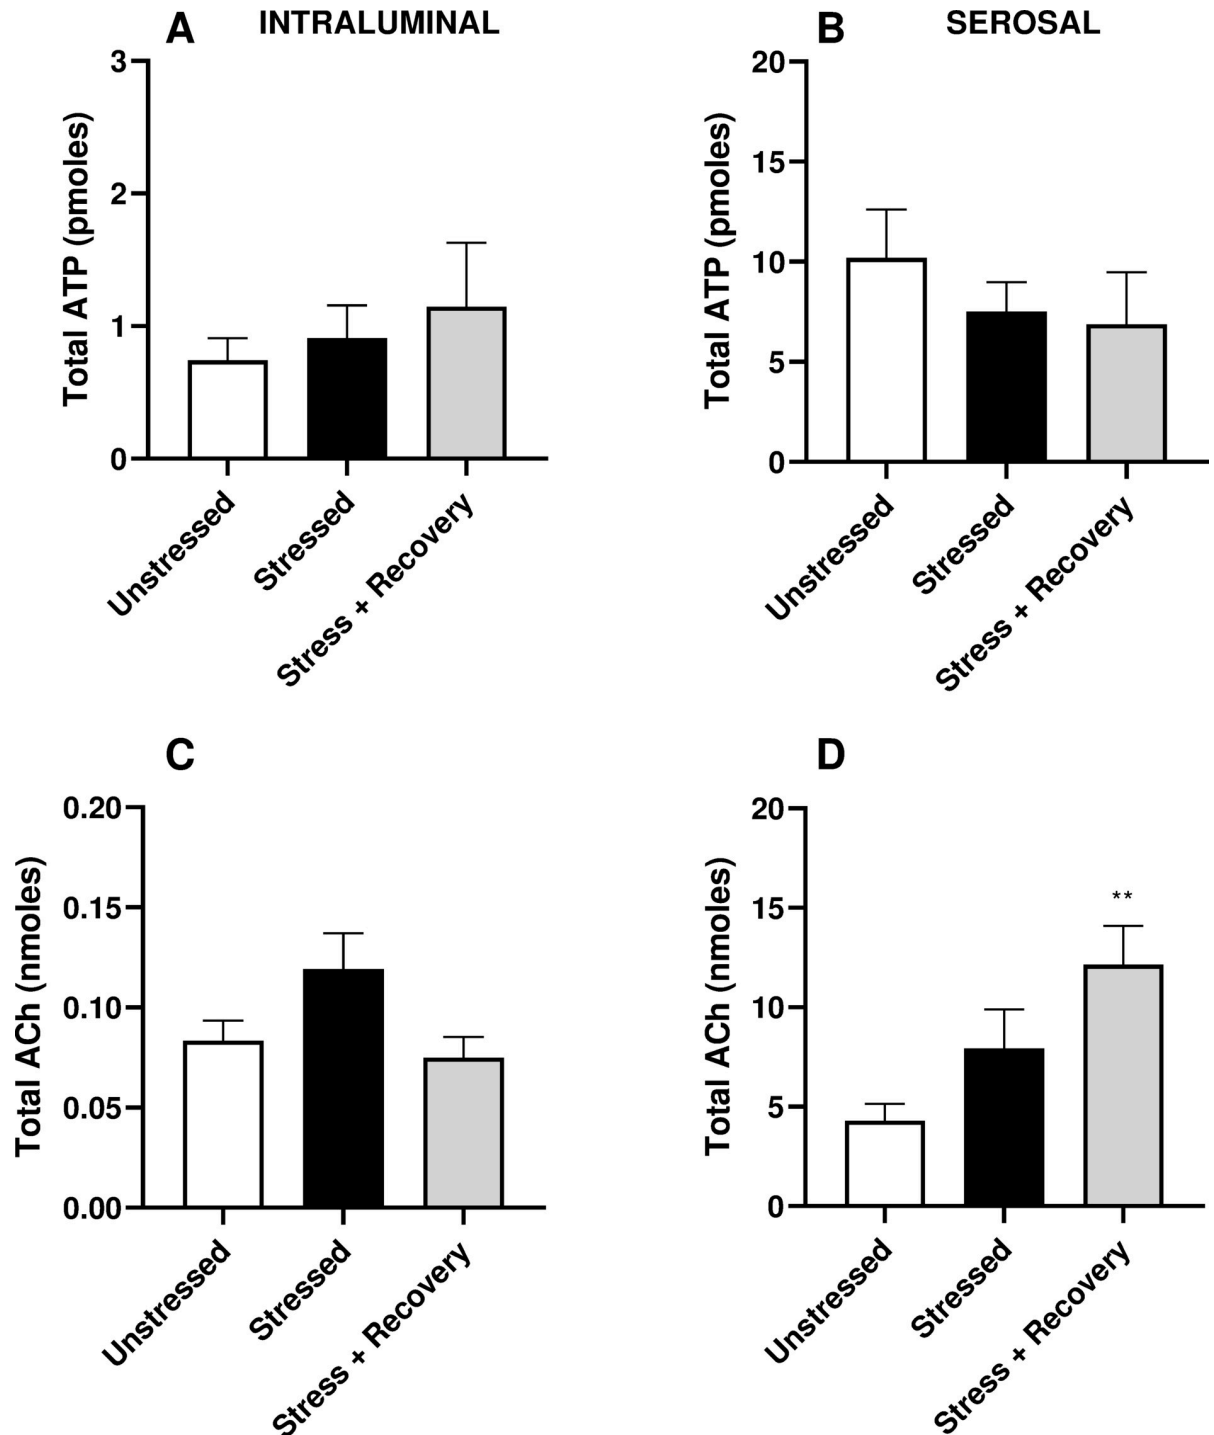 A INTRALUMINAL
B SEROSAL
Total ATP (pmoles)
3
2
1
0
Unstressed
Stressed
Stress + Recovery
Total ATP (pmoles)
20
15
10
5
0
Unstressed
Stressed
Stress + Recovery
C
Total ACh (nmoles)
0.20
0.15
0.10
0.05
0.00
Unstressed
Stressed
Stress + Recovery
D
Total ACh (nmoles)
20
15
10
5
0
**
Unstressed
Stressed
Stress + Recovery